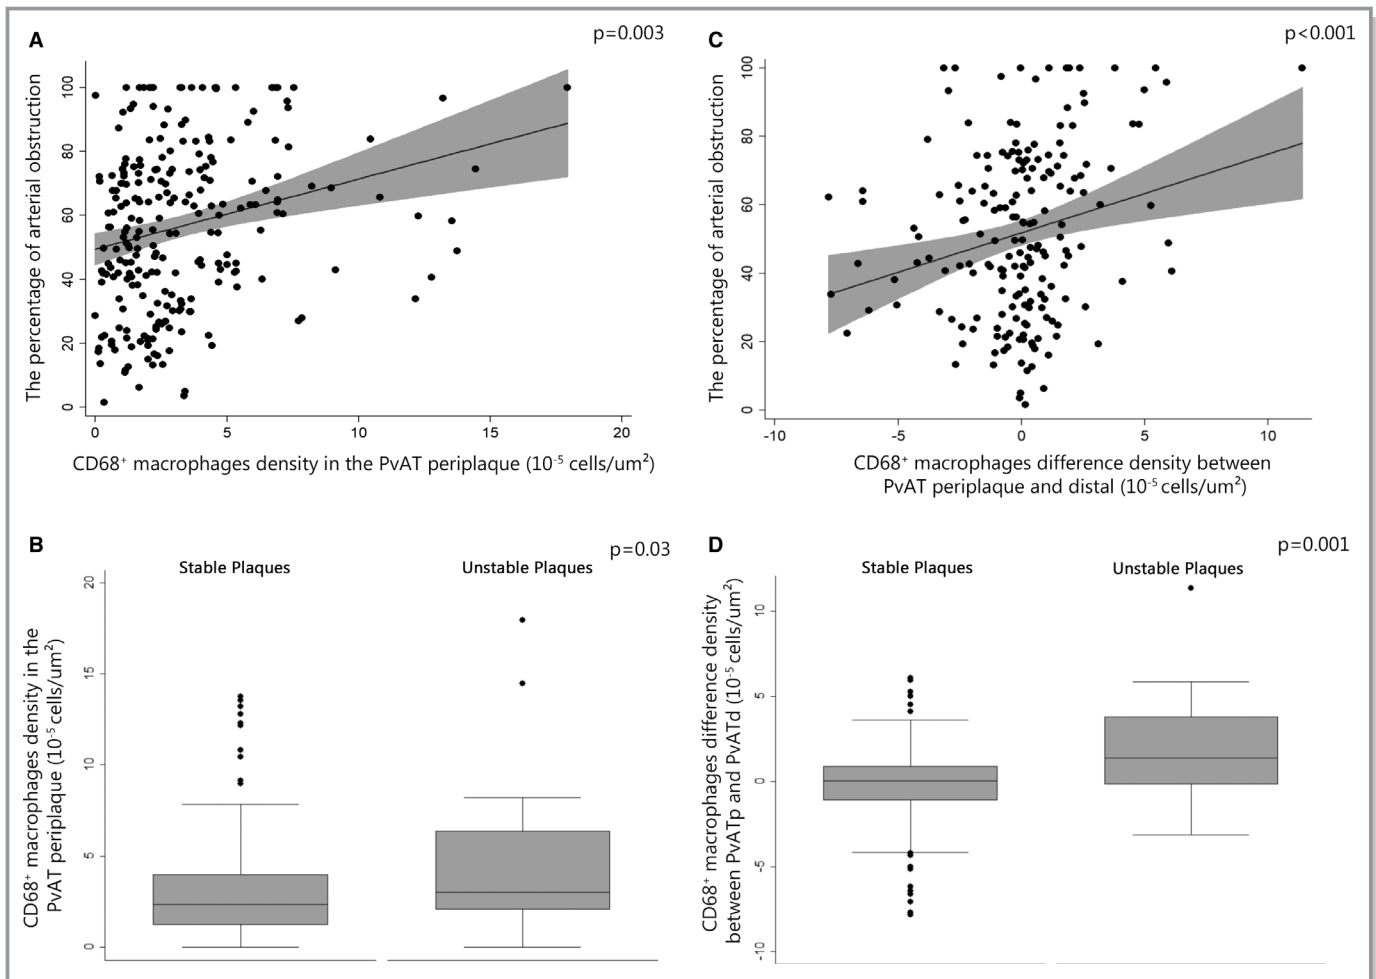 A
p=0.003
The percentage of arterial obstruction
100
80
60
40
20
0
0
5
10
15
20
CD68⁺ macrophages density in the PvAT periplaque (10⁻⁵ cells/um²)
C
p<0.001
The percentage of arterial obstruction
100
80
60
40
20
0
-10
-5
0
5
10
CD68⁺ macrophages difference density between
PvAT periplaque and distal (10⁻⁵ cells/um²)
B
p=0.03
Stable Plaques
Unstable Plaques
CD68⁺ macrophages density in the
PvAT periplaque (10⁻⁵ cells/um²)
20
15
10
5
0
D
p=0.001
Stable Plaques
Unstable Plaques
CD68⁺ macrophages difference density
between PvATp and PvATd (10⁻⁵ cells/um²)
10
5
0
-5
-10